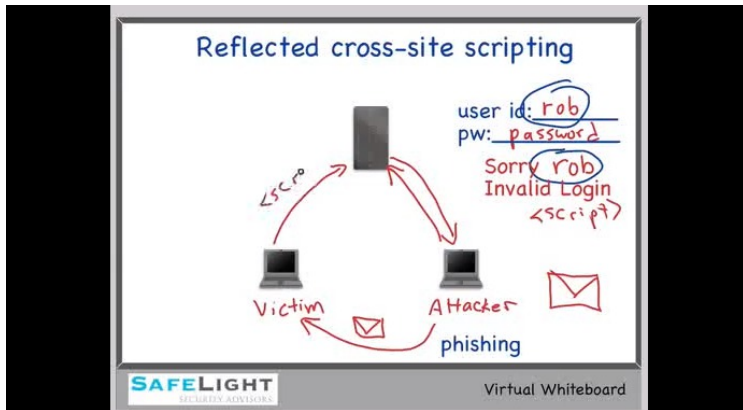 Reflected cross-site scripting
user id: rob
pw: password
Sorry rob
Invalid Login
<script>
<scr
Victim
Attacker
phishing
SAFELIGHT
SECURITY ADVISORS
Virtual Whiteboard